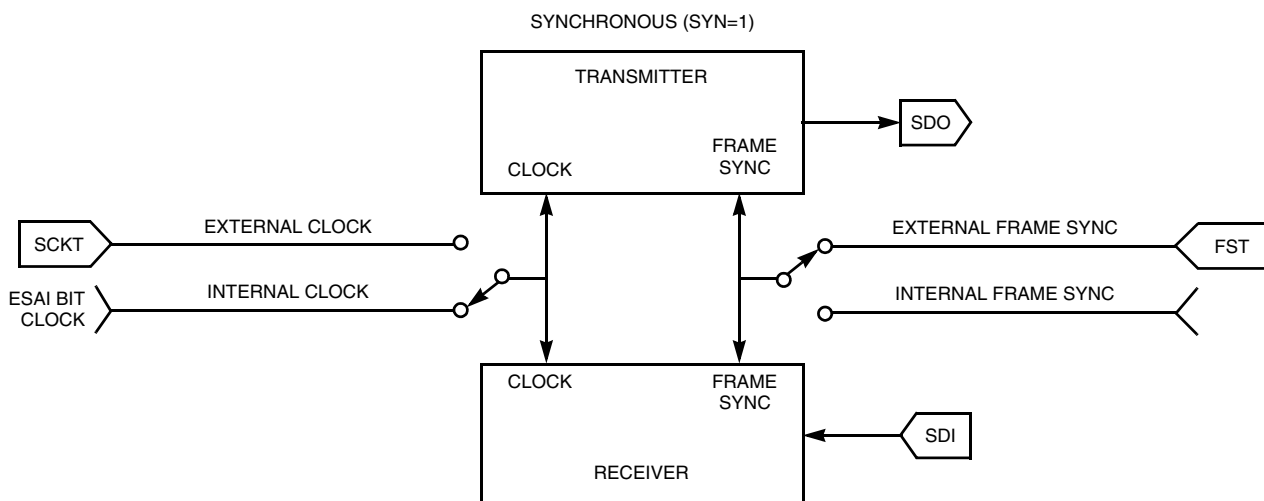 SYNCHRONOUS (SYN=1)
TRANSMITTER
SDO
FRAME
SYNC
CLOCK
EXTERNAL CLOCK
EXTERNAL FRAME SYNC
SCKT
FST
ESAI BIT
CLOCK
INTERNAL CLOCK
INTERNAL FRAME SYNC
CLOCK
FRAME
SYNC
SDI
RECEIVER